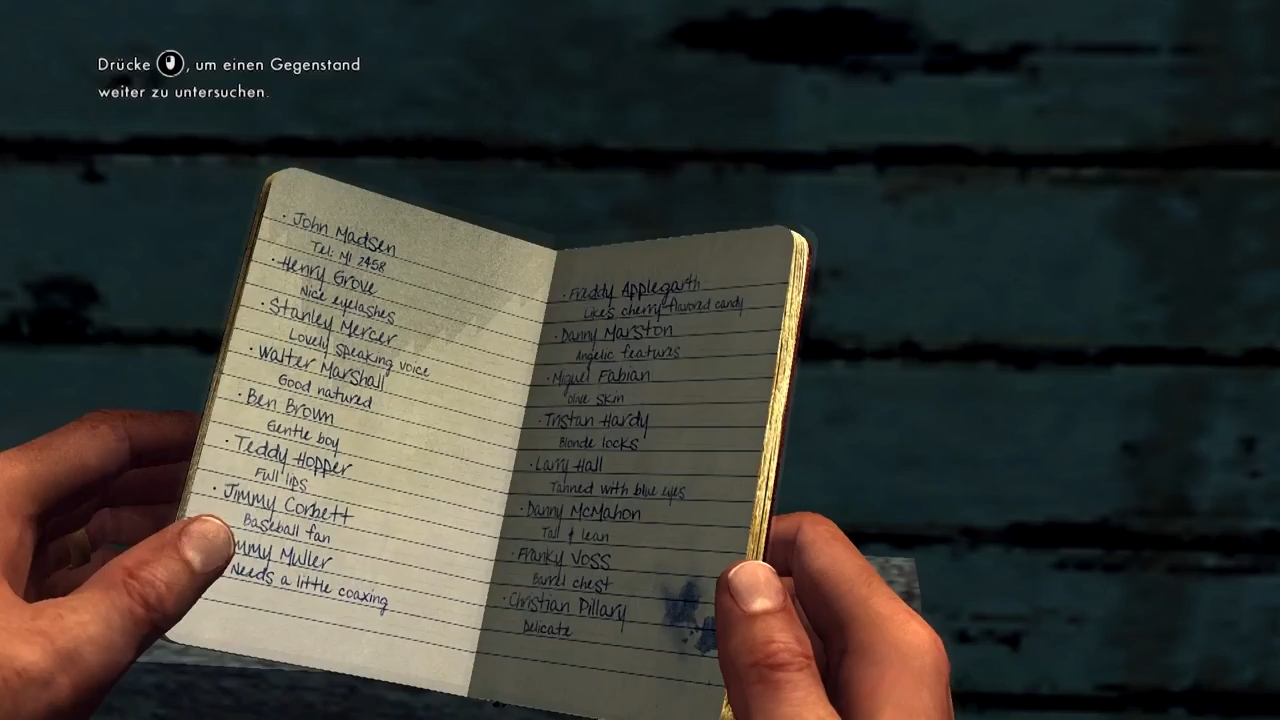 Drücke , um einen Gegenstand
weiter zu untersuchen.
· John Madsen
Tel: MI 2458
· Henry Grove
Nice eyelashes
· Stanley Mercer
Lovely speaking voice
· Walter Marshall
Good natured
· Ben Brown
Gentle boy
· Teddy Hopper
Full lips
· Jimmy Corbett
Baseball fan
mmy Muller
Needs a little coaxing
· Freddy Applegarth
Likes cherry-flavored candy
· Danny Marston
Angelic features
· Miguel Fabian
Olive skin
· Tristan Hardy
Blonde locks
· Larry Hall
Tanned with blue eyes
· Danny McMahon
Tall & lean
· Franky Voss
Barrel chest
· Christian Dillary
Delicate